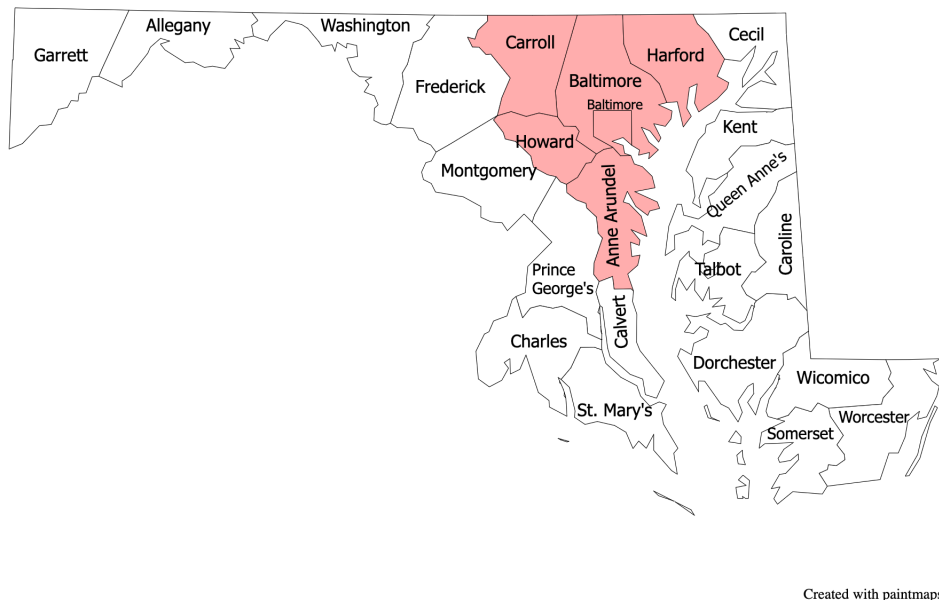 Garrett
Allegany
Washington
Frederick
Carroll
Baltimore
Baltimore
Harford
Cecil
Kent
Howard
Montgomery
Anne Arundel
Queen Anne's
Caroline
Talbot
Prince
George's
Calvert
Charles
St. Mary's
Dorchester
Wicomico
Worcester
Somerset
Created with paintmaps